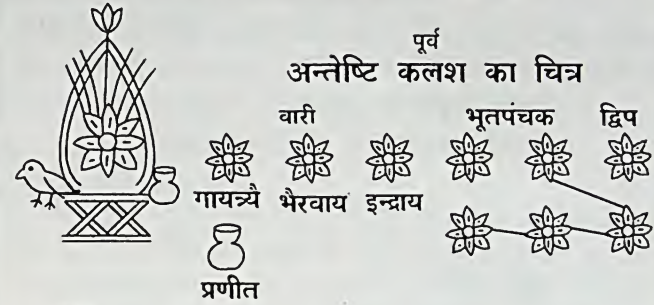 पूर्व
अन्तेष्टि कलश का चित्र
वारी भूतपंचक द्विप
गायत्र्यै भैरवाय इन्द्राय
प्रणीत